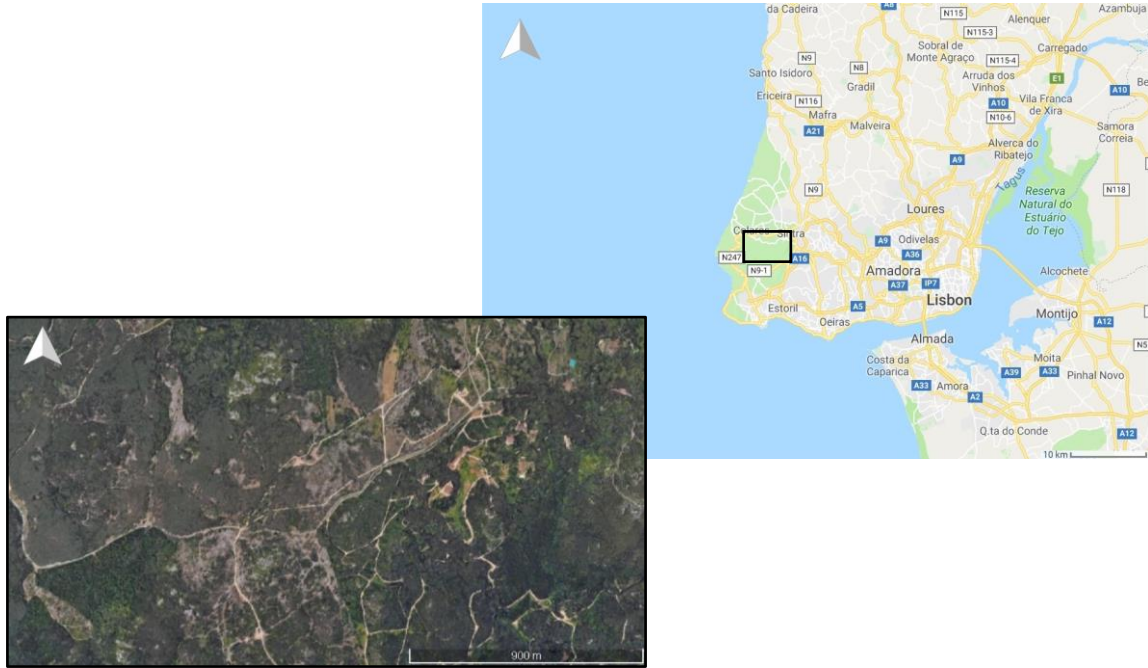 da Cadeira
A8
N115
Alenquer
Azambuja
N115-3
N9
Sobral de
Monte Agraço
N115-4
Carregado
Santo Isidoro
N8
Gradil
Arruda dos
Vinhos
E1
A10
Ericeira
N116
Mafra
A10
Vila Franca
de Xira
A21
Malveira
N10-6
Samora
Correia
A9
Alverca do
Ribatejo
Tagus
N9
Reserva
Natural do
Estuário
do Tejo
N118
Loures
Colares
Sintra
A9
Odivelas
N247
A16
A36
N9-1
Amadora
Alcochete
A37
IP7
Estoril
A5
Lisbon
Oeiras
Montijo
A12
Almada
Costa da
Caparica
Moita
A39
A33
Pinhal Novo
A33
Amora
A2
Q.ta do Conde
A12
10 km
900 m